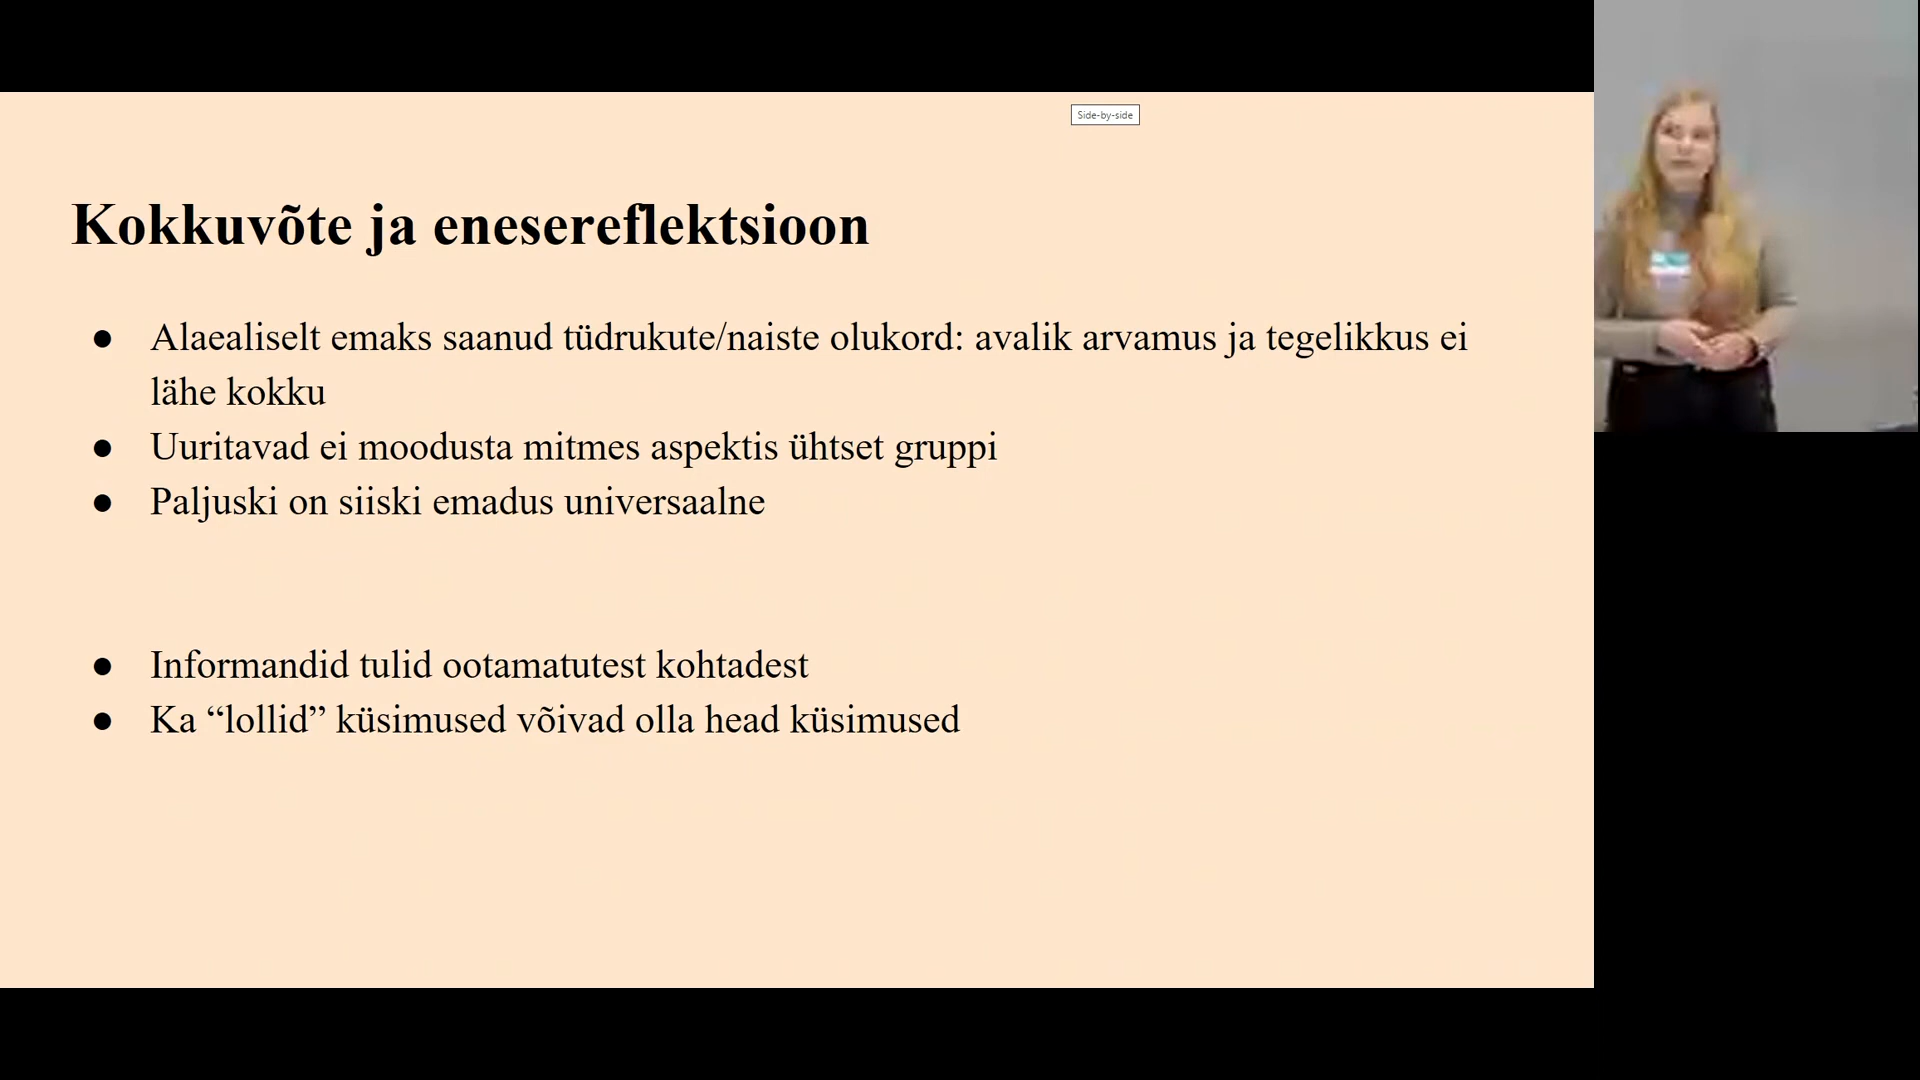 Side-by-side
Kokkuvõte ja enesereflektsioon
● Alaealiselt emaks saanud tüdrukute/naiste olukord: avalik arvamus ja tegelikkus ei
lähe kokku
● Uuritavad ei moodusta mitmes aspektis ühtset gruppi
● Paljuski on siiski emadus universaalne
● Informandid tulid ootamatutest kohtadest
● Ka “lollid” küsimused võivad olla head küsimused